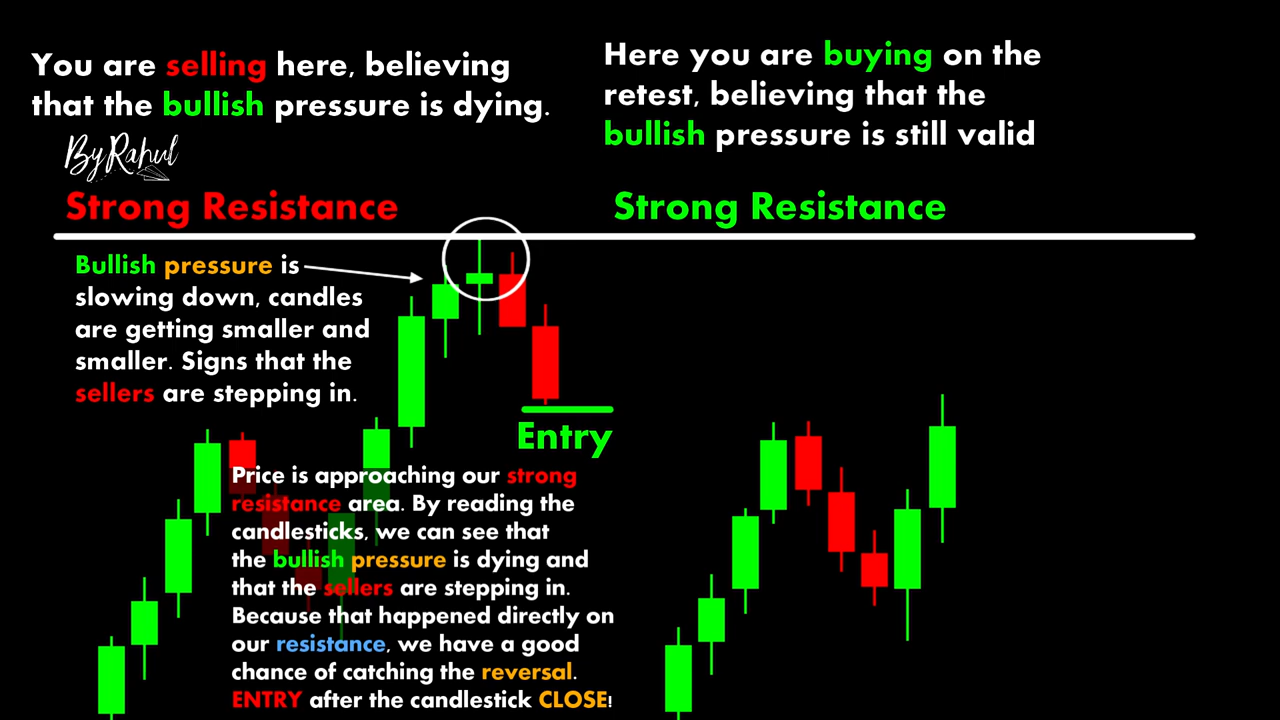 You are selling here, believing
that the bullish pressure is dying.
By Rahul
Here you are buying on the
retest, believing that the
bullish pressure is still valid
Strong Resistance
Strong Resistance
Bullish pressure is
slowing down, candles
are getting smaller and
smaller. Signs that the
sellers are stepping in.
Entry
Price is approaching our strong
resistance area. By reading the
candlesticks, we can see that
the bullish pressure is dying and
that the sellers are stepping in.
Because that happened directly on
our resistance, we have a good
chance of catching the reversal.
ENTRY after the candlestick CLOSE!